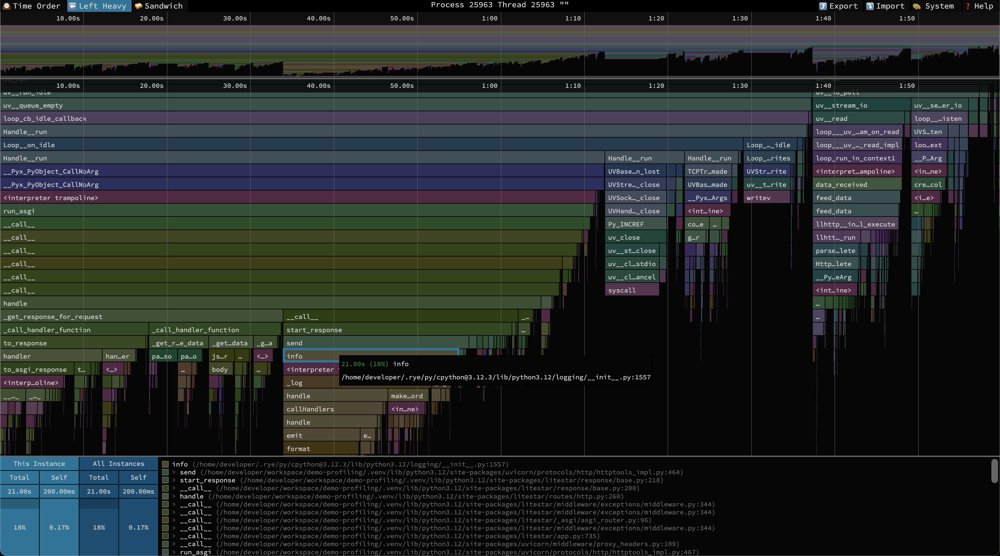 Time Order Left Heavy Sandwich Process 25963 Thread 25963 "" Export Import System Help
10.00s 20.00s 30.00s 40.00s 50.00s 1:00 1:10 1:20 1:30 1:40 1:50
uv_run uv_run
10.00s 20.00s 30.00s 40.00s 50.00s 1:00 1:10 1:20 1:30 1:40 1:50
uv__run_idle uv__io_poll
uv__queue_empty uv__stream_io uv__se…er_io
loop_cb_idle_callback uv__read loop__…isten
Handle__run loop___uv_…am_on_read UVS…ten
Loop__on_idle Loop_…_idle loop___uv_…_read_impl loo…ext
Handle__run Handle__run Handle__run Loop_…rites loop_run_in_context1 __P…Arg
__Pyx_PyObject_CallNoArg UVBase…n_lost TCPTr…made UVStr…rite <interpret…ampoline> <in…ne>
__Pyx_PyObject_CallNoArg UVStre…_close UVBas…made uv__t…rite data_received cre…col
<interpreter trampoline> UVSock…_close __Pyx…Args writev feed_data <i…e>
run_asgi UVHand…_close <int…ine> feed_data …
__call__ Py_INCREF co…e … llhttp__in…l_execute
__call__ uv_close g…r llhtt…_run
__call__ uv__st…close parse…lete
__call__ uv__cl…stdio Http…lete
__call__ uv__cl…ancel __Py…eArg
__call__ syscall <int…ine>
handle …
_get_response_for_request __call__ _… …
_call_handler_function _call_handler_function start_response …
to_response _get_r…e_data _get…data _g…a send
handler han…er pa…so pa…o js…r … <…> info
to_asgi_response t… <…> … body … <interpreter 21.00s (18%) info
<interp…oline> _log /home/developer/.rye/py/cpython@3.12.3/lib/python3.12/logging/__init__.py:1557
__…_ _…_ handle make…ord
callHandlers <in…ne>
handle
emit e…
format
This Instance All Instances
Total Self Total Self
21.00s 200.00ms 21.00s 200.00ms
18% 0.17% 18% 0.17%
info (/home/developer/.rye/py/cpython@3.12.3/lib/python3.12/logging/__init__.py:1557)
> send (/home/developer/workspace/demo-profiling/.venv/lib/python3.12/site-packages/uvicorn/protocols/http/httptools_impl.py:464)
> start_response (/home/developer/workspace/demo-profiling/.venv/lib/python3.12/site-packages/litestar/response/base.py:218)
> __call__ (/home/developer/workspace/demo-profiling/.venv/lib/python3.12/site-packages/litestar/response/base.py:200)
> handle (/home/developer/workspace/demo-profiling/.venv/lib/python3.12/site-packages/litestar/routes/http.py:260)
> __call__ (/home/developer/workspace/demo-profiling/.venv/lib/python3.12/site-packages/litestar/middleware/exceptions/middleware.py:344)
> __call__ (/home/developer/workspace/demo-profiling/.venv/lib/python3.12/site-packages/litestar/middleware/exceptions/middleware.py:344)
> __call__ (/home/developer/workspace/demo-profiling/.venv/lib/python3.12/site-packages/litestar/_asgi/asgi_router.py:96)
> __call__ (/home/developer/workspace/demo-profiling/.venv/lib/python3.12/site-packages/litestar/middleware/exceptions/middleware.py:344)
> __call__ (/home/developer/workspace/demo-profiling/.venv/lib/python3.12/site-packages/litestar/app.py:735)
> __call__ (/home/developer/workspace/demo-profiling/.venv/lib/python3.12/site-packages/uvicorn/middleware/proxy_headers.py:109)
> run_asgi (/home/developer/workspace/demo-profiling/.venv/lib/python3.12/site-packages/uvicorn/protocols/http/httptools_impl.py:467)